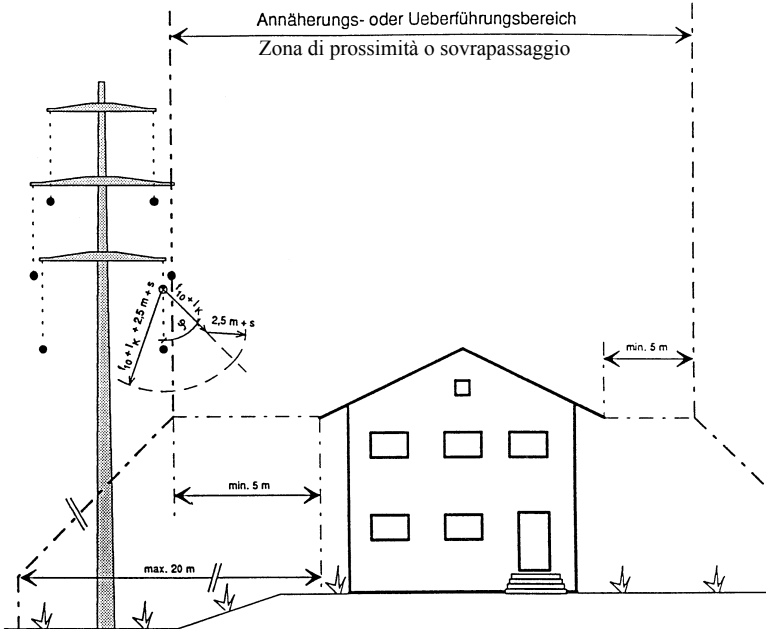 Annäherungs- oder Ueberführungsbereich
Zona di prossimità o sovrapassaggio
f10 + lK + 2,5 m + s
f10 + lK
2,5 m + s
φ
min. 5 m
min. 5 m
max. 20 m